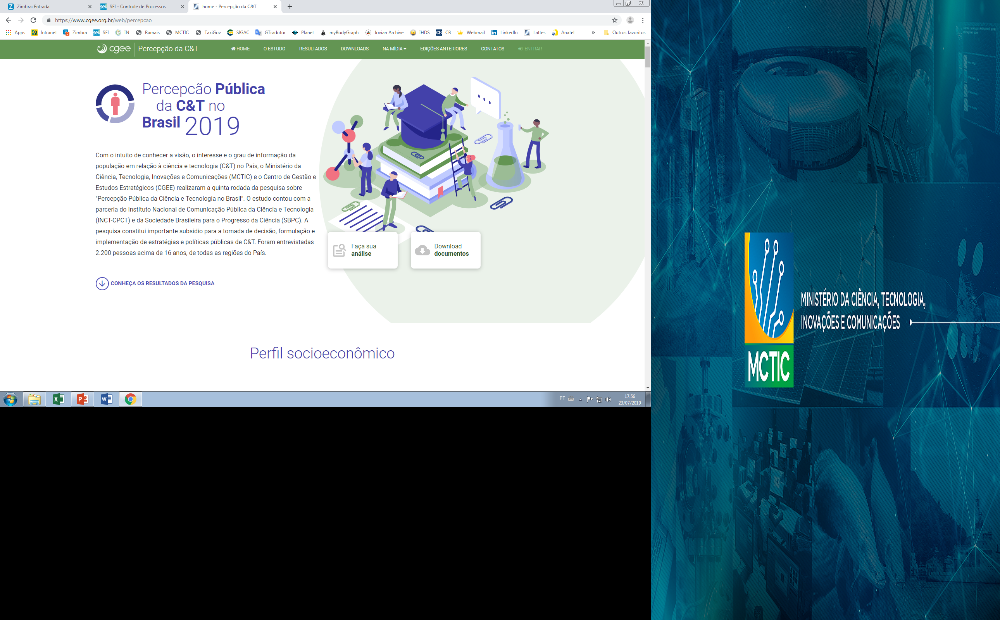 Zimbra: Entrada
SEI - Controle de Processos
home - Percepção da C&T
https://www.cgee.org.br/web/percepcao
Apps
Intranet
Zimbra
SEI
IN
Ramais
MCTIC
TaxiGov
SIGAC
GTradutor
Planet
myBodyGraph
Jovian Archive
IHDS
CB
Webmail
LinkedIn
Lattes
Anatel
»
Outros favoritos
cgee
Percepção da C&T
HOME
O ESTUDO
RESULTADOS
DOWNLOADS
NA MÍDIA
EDIÇÕES ANTERIORES
CONTATOS
ENTRAR
Percepcão Pública
da C&T no
Brasil 2019
Com o intuito de conhecer a visão, o interesse e o grau de informação da
população em relação à ciência e tecnologia (C&T) no País, o Ministério da
Ciência, Tecnologia, Inovações e Comunicações (MCTIC) e o Centro de Gestão e
Estudos Estratégicos (CGEE) realizaram a quinta rodada da pesquisa sobre
"Percepção Pública da Ciência e Tecnologia no Brasil". O estudo contou com a
parceria do Instituto Nacional de Comunicação Pública da Ciência e Tecnologia
(INCT-CPCT) e da Sociedade Brasileira para o Progresso da Ciência (SBPC). A
pesquisa constitui importante subsídio para a tomada de decisão, formulação e
implementação de estratégias e políticas públicas de C&T. Foram entrevistadas
2.200 pessoas acima de 16 anos, de todas as regiões do País.
Faça sua
análise
Download
documentos
CONHEÇA OS RESULTADOS DA PESQUISA
Perfil socioeconômico
PT
17:56
23/07/2019
MINISTÉRIO DA CIÊNCIA, TECNOLOGIA,
INOVAÇÕES E COMUNICAÇÕES
MCTIC